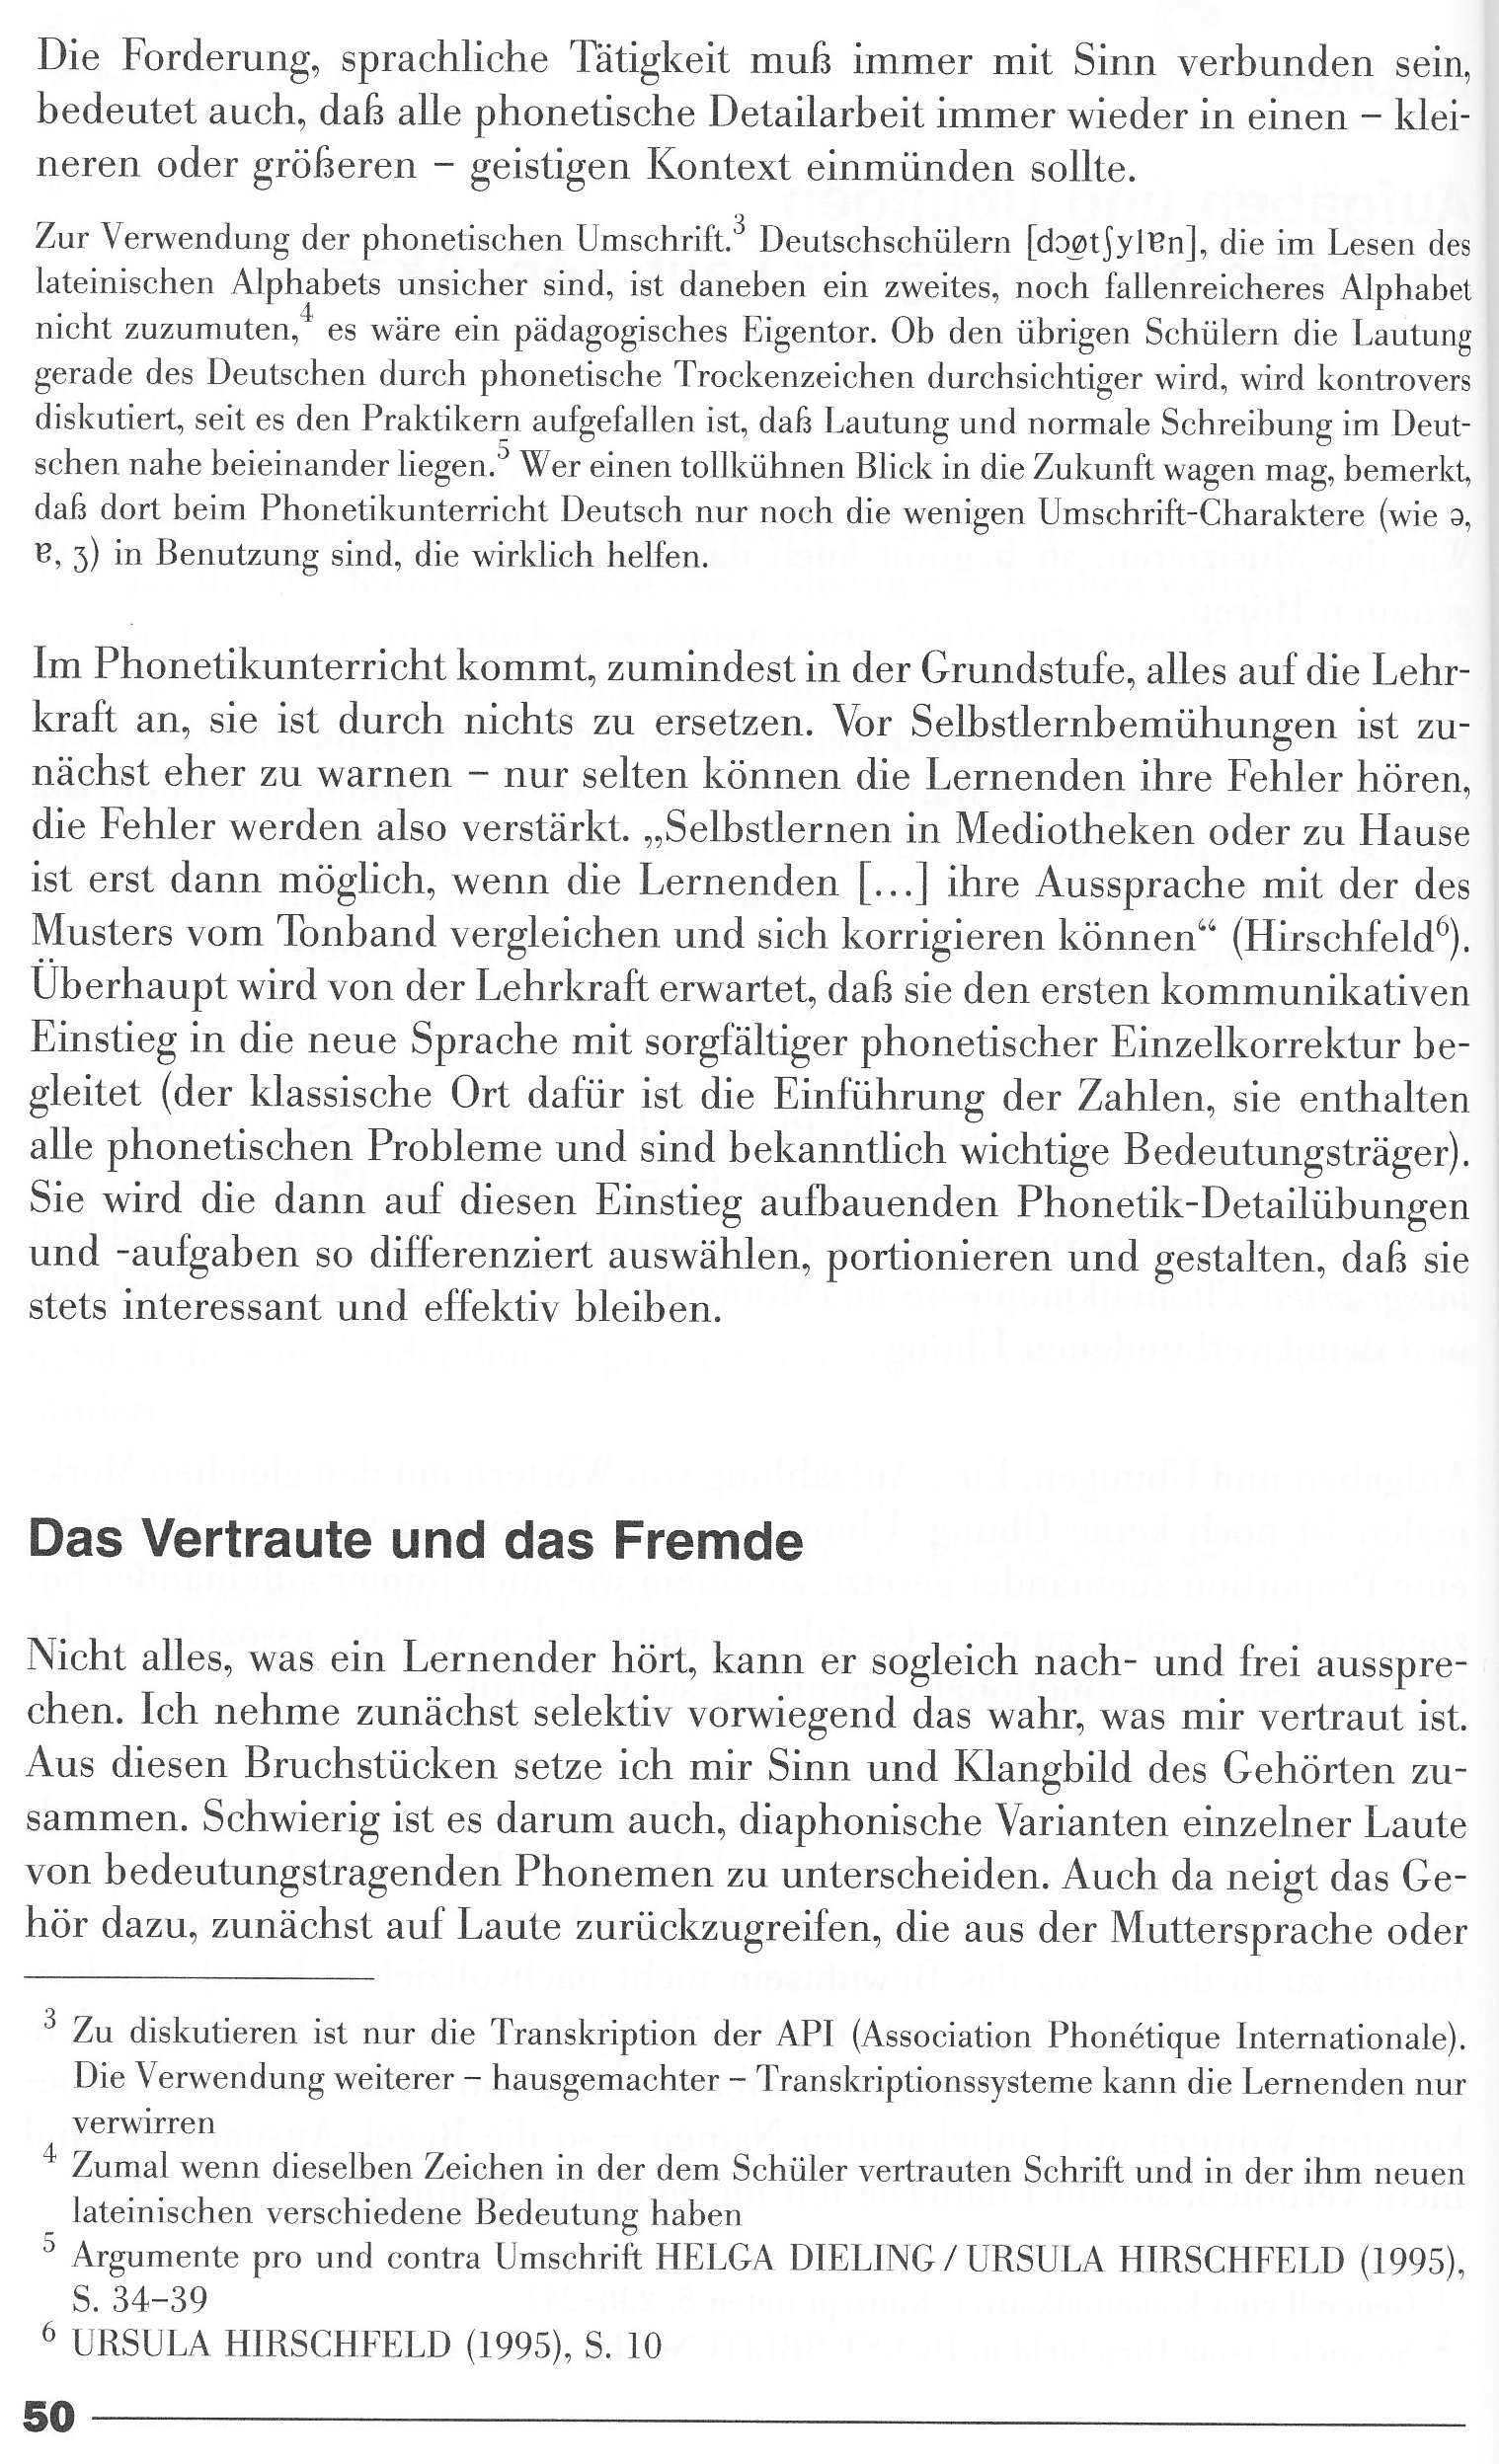 Die Forderung, sprachliche Tätigkeit muß immer mit Sinn verbunden sein,
bedeutet auch, daß alle phonetische Detailarbeit immer wieder in einen – klei-
neren oder größeren – geistigen Kontext einmünden sollte.
Zur Verwendung der phonetischen Umschrift.³ Deutschschülern [dɔø̯tʃylɐn], die im Lesen des
lateinischen Alphabets unsicher sind, ist daneben ein zweites, noch fallenreicheres Alphabet
nicht zuzumuten,⁴ es wäre ein pädagogisches Eigentor. Ob den übrigen Schülern die Lautung
gerade des Deutschen durch phonetische Trockenzeichen durchsichtiger wird, wird kontrovers
diskutiert, seit es den Praktikern aufgefallen ist, daß Lautung und normale Schreibung im Deut-
schen nahe beieinander liegen.⁵ Wer einen tollkühnen Blick in die Zukunft wagen mag, bemerkt,
daß dort beim Phonetikunterricht Deutsch nur noch die wenigen Umschrift-Charaktere (wie ə,
ɐ, ʒ) in Benutzung sind, die wirklich helfen.
Im Phonetikunterricht kommt, zumindest in der Grundstufe, alles auf die Lehr-
kraft an, sie ist durch nichts zu ersetzen. Vor Selbstlernbemühungen ist zu-
nächst eher zu warnen – nur selten können die Lernenden ihre Fehler hören,
die Fehler werden also verstärkt. „Selbstlernen in Mediotheken oder zu Hause
ist erst dann möglich, wenn die Lernenden [...] ihre Aussprache mit der des
Musters vom Tonband vergleichen und sich korrigieren können“ (Hirschfeld⁶).
Überhaupt wird von der Lehrkraft erwartet, daß sie den ersten kommunikativen
Einstieg in die neue Sprache mit sorgfältiger phonetischer Einzelkorrektur be-
gleitet (der klassische Ort dafür ist die Einführung der Zahlen, sie enthalten
alle phonetischen Probleme und sind bekanntlich wichtige Bedeutungsträger).
Sie wird die dann auf diesen Einstieg aufbauenden Phonetik-Detailübungen
und -aufgaben so differenziert auswählen, portionieren und gestalten, daß sie
stets interessant und effektiv bleiben.
Das Vertraute und das Fremde
Nicht alles, was ein Lernender hört, kann er sogleich nach- und frei ausspre-
chen. Ich nehme zunächst selektiv vorwiegend das wahr, was mir vertraut ist.
Aus diesen Bruchstücken setze ich mir Sinn und Klangbild des Gehörten zu-
sammen. Schwierig ist es darum auch, diaphonische Varianten einzelner Laute
von bedeutungstragenden Phonemen zu unterscheiden. Auch da neigt das Ge-
hör dazu, zunächst auf Laute zurückzugreifen, die aus der Muttersprache oder
³ Zu diskutieren ist nur die Transkription der API (Association Phonétique Internationale).
Die Verwendung weiterer – hausgemachter – Transkriptionssysteme kann die Lernenden nur
verwirren
⁴ Zumal wenn dieselben Zeichen in der dem Schüler vertrauten Schrift und in der ihm neuen
lateinischen verschiedene Bedeutung haben
⁵ Argumente pro und contra Umschrift HELGA DIELING / URSULA HIRSCHFELD (1995),
S. 34–39
⁶ URSULA HIRSCHFELD (1995), S. 10
50